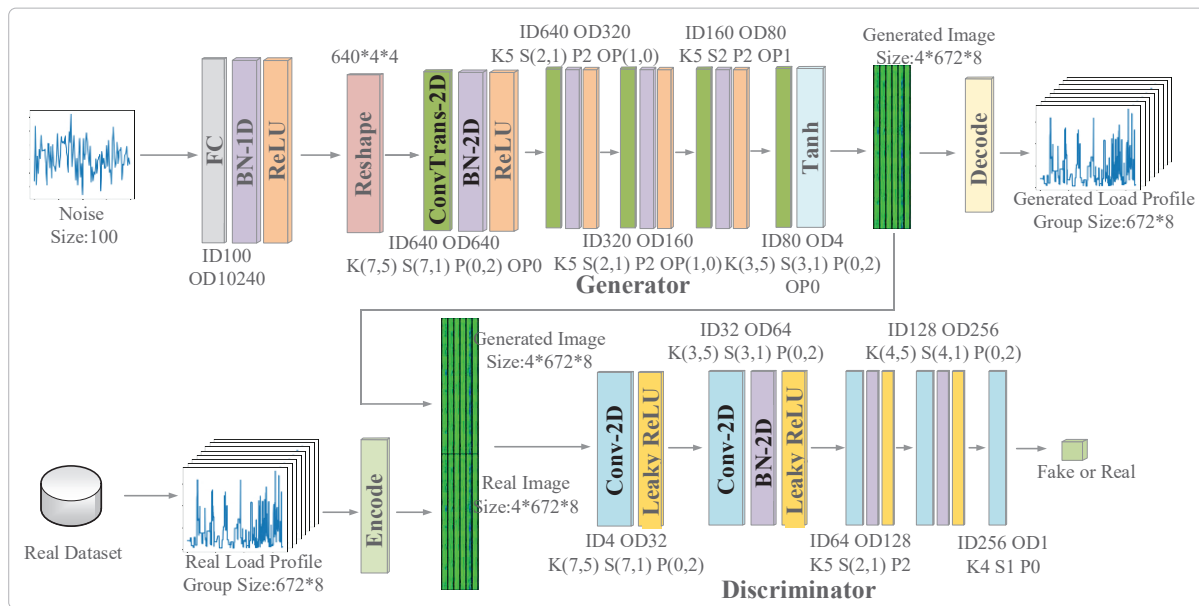 Noise
Size:100
FC
BN-1D
ReLU
ID100
OD10240
640*4*4
Reshape
ConvTrans-2D
BN-2D
ReLU
ID640 OD640
K(7,5) S(7,1) P(0,2) OP0
ID640 OD320
K5 S(2,1) P2 OP(1,0)
ID320 OD160
K5 S(2,1) P2 OP(1,0)
ID160 OD80
K5 S2 P2 OP1
Tanh
ID80 OD4
K(3,5) S(3,1) P(0,2)
OP0
Generator
Generated Image
Size:4*672*8
Decode
Generated Load Profile
Group Size:672*8
Real Dataset
Real Load Profile
Group Size:672*8
Encode
Generated Image
Size:4*672*8
Real Image
Size:4*672*8
Conv-2D
Leaky ReLU
ID4 OD32
K(7,5) S(7,1) P(0,2)
ID32 OD64
K(3,5) S(3,1) P(0,2)
Conv-2D
BN-2D
Leaky ReLU
ID64 OD128
K5 S(2,1) P2
ID128 OD256
K(4,5) S(4,1) P(0,2)
ID256 OD1
K4 S1 P0
Fake or Real
Discriminator